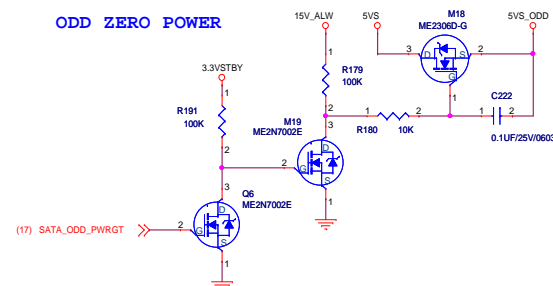 ODD ZERO POWER
15V_ALW
5VS
M18
ME2306D-G
5VS_ODD
3
D
S
2
G
1
1
R179
100K
2
3.3VSTBY
1
R191
100K
2
M19
ME2N7002E
3
D
2
G
S
1
1
R180
2
10K
C222
1
2
0.1UF/25V/0603
3
Q6
ME2N7002E
D
(17) SATA_ODD_PWRGT
2
G
S
1